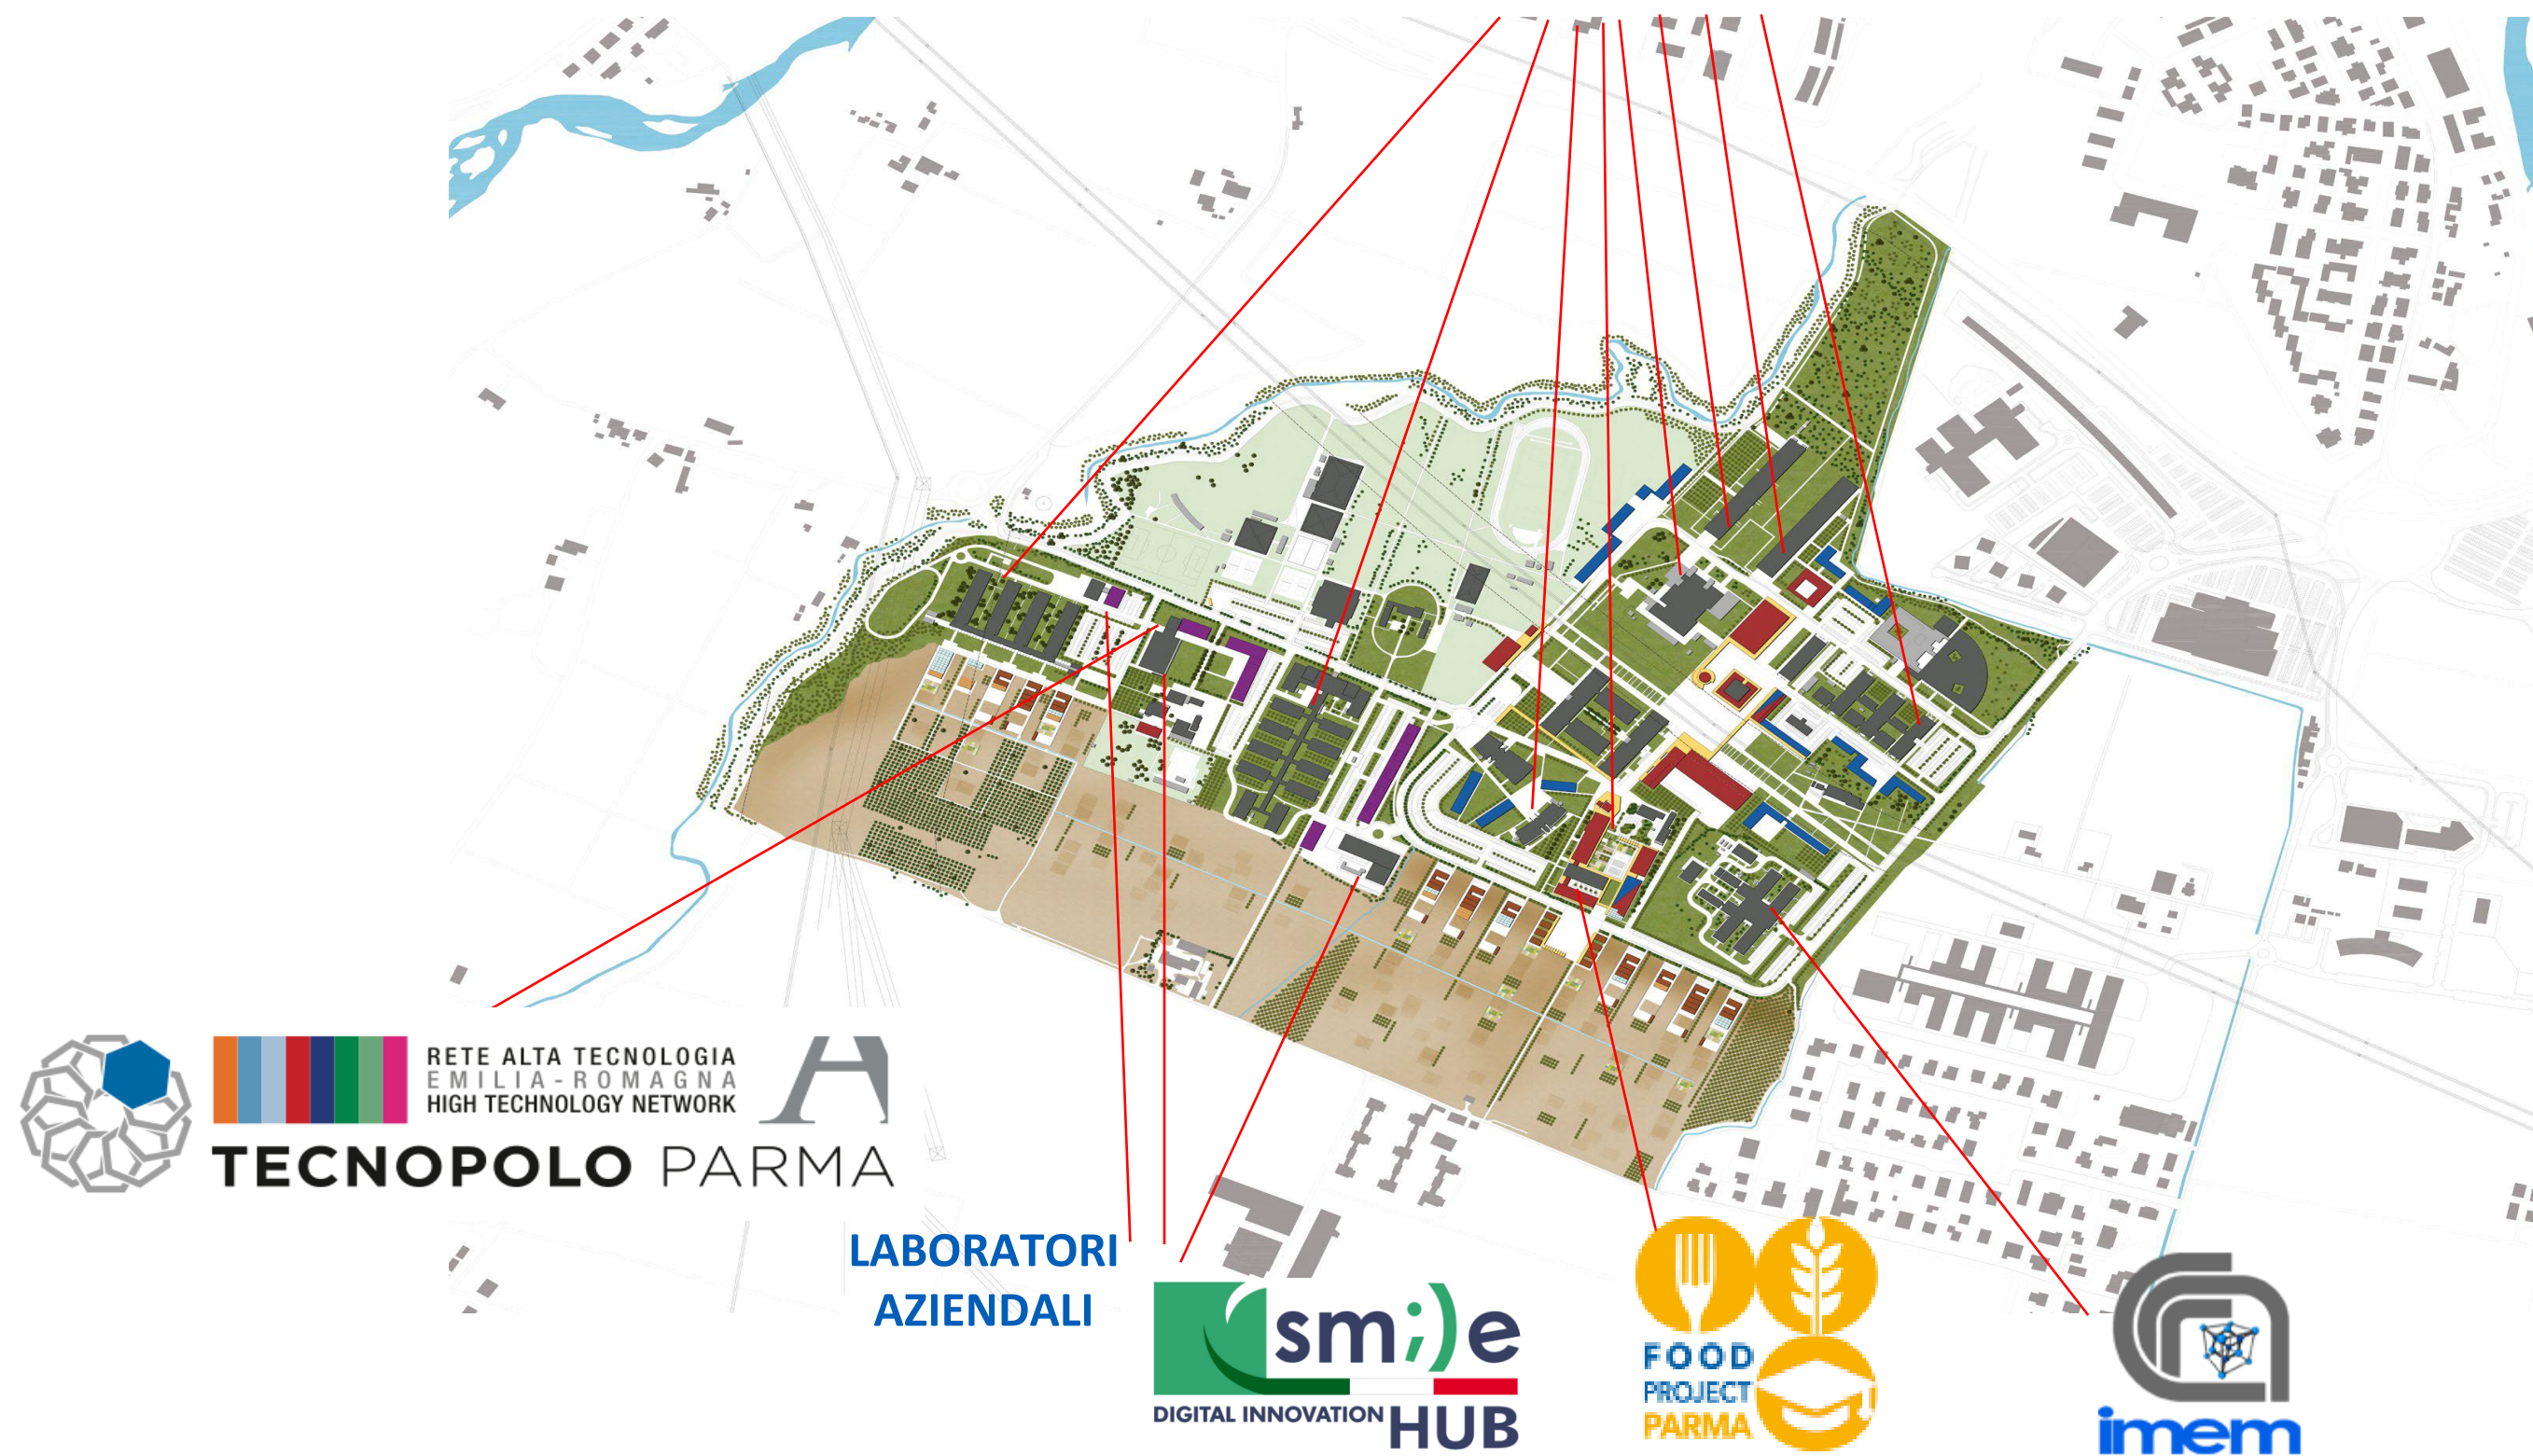 RETE ALTA TECNOLOGIA
EMILIA-ROMAGNA
HIGH TECHNOLOGY NETWORK
TECNOPOLO PARMA
LABORATORI
AZIENDALI
sm;)e
DIGITAL INNOVATION HUB
FOOD
PROJECT
PARMA
imem